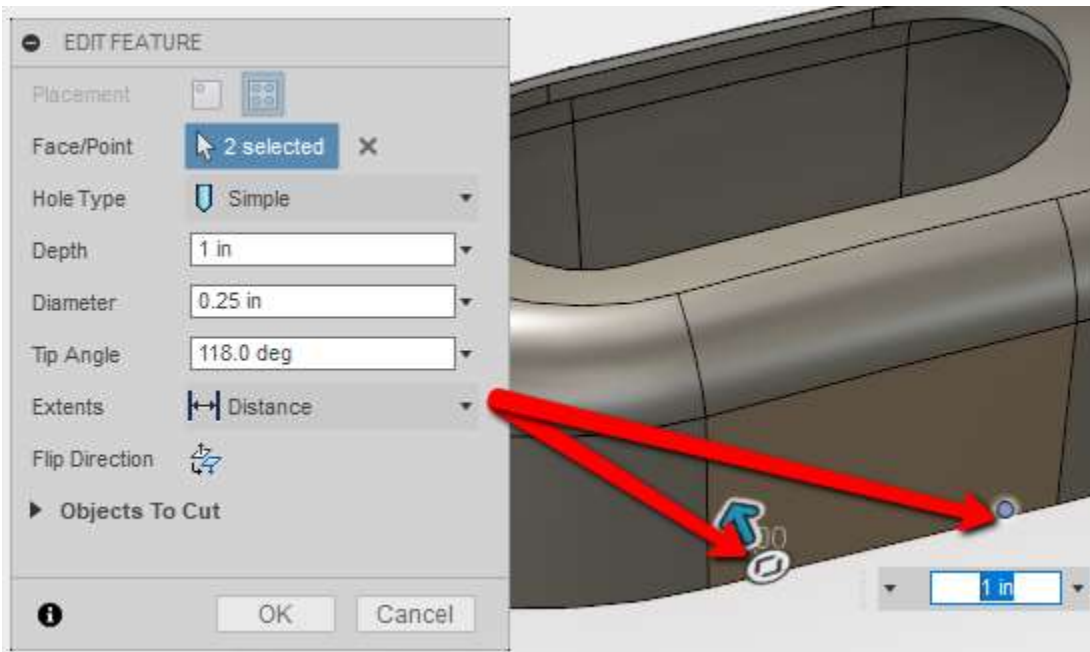 EDIT FEATURE
Placement
Face/Point 2 selected
Hole Type Simple
Depth 1 in
Diameter 0.25 in
Tip Angle 118.0 deg
Extents Distance
Flip Direction
Objects To Cut
OK Cancel
1 in